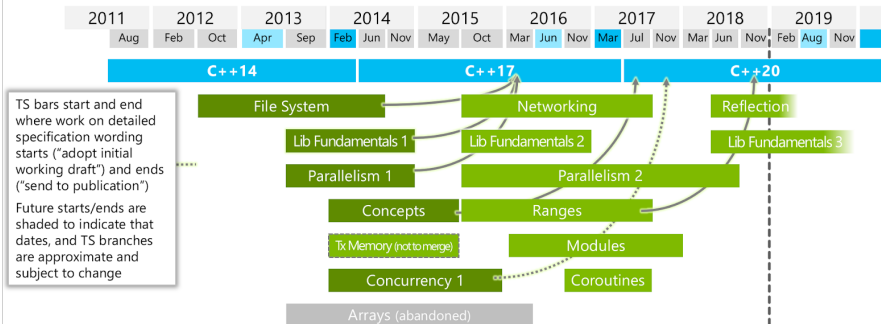 2011 2012 2013 2014 2015 2016 2017 2018 2019
Aug Feb Oct Apr Sep Feb Jun Nov May Oct Mar Jun Nov Mar Jul Nov Mar Jun Nov Feb Aug Nov
C++14 C++17 C++20
TS bars start and end
where work on detailed
specification wording
starts (“adopt initial
working draft”) and ends
(“send to publication”)
Future starts/ends are
shaded to indicate that
dates, and TS branches
are approximate and
subject to change
File System Networking Reflection
Lib Fundamentals 1 Lib Fundamentals 2 Lib Fundamentals 3
Parallelism 1 Parallelism 2
Concepts Ranges
Tx Memory (not to merge) Modules
Concurrency 1 Coroutines
Arrays (abandoned)